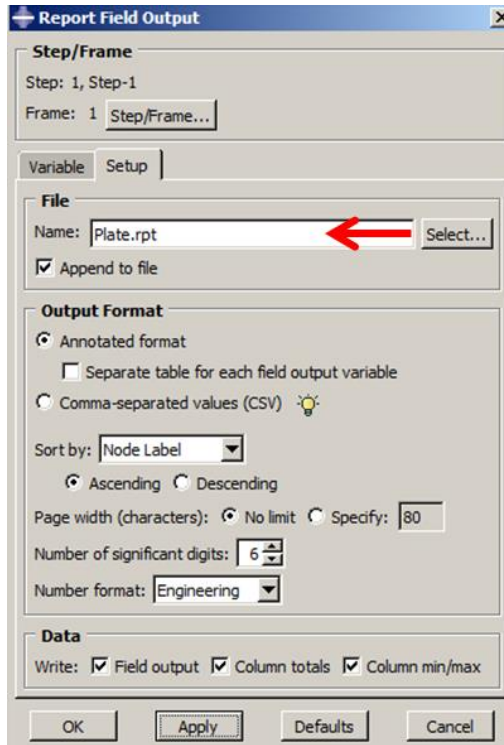 Report Field Output
Step/Frame
Step: 1, Step-1
Frame: 1 Step/Frame...
Variable Setup
File
Name: Plate.rpt Select...
Append to file
Output Format
Annotated format
Separate table for each field output variable
Comma-separated values (CSV)
Sort by: Node Label
Ascending Descending
Page width (characters): No limit Specify: 80
Number of significant digits: 6
Number format: Engineering
Data
Write: Field output Column totals Column min/max
OK Apply Defaults Cancel